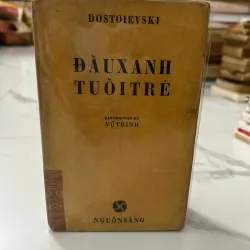 DOSTOIEVSKI
ĐẦUXANH
TUỔITRẺ
VŨTRINH
NGUỒNSÁNG